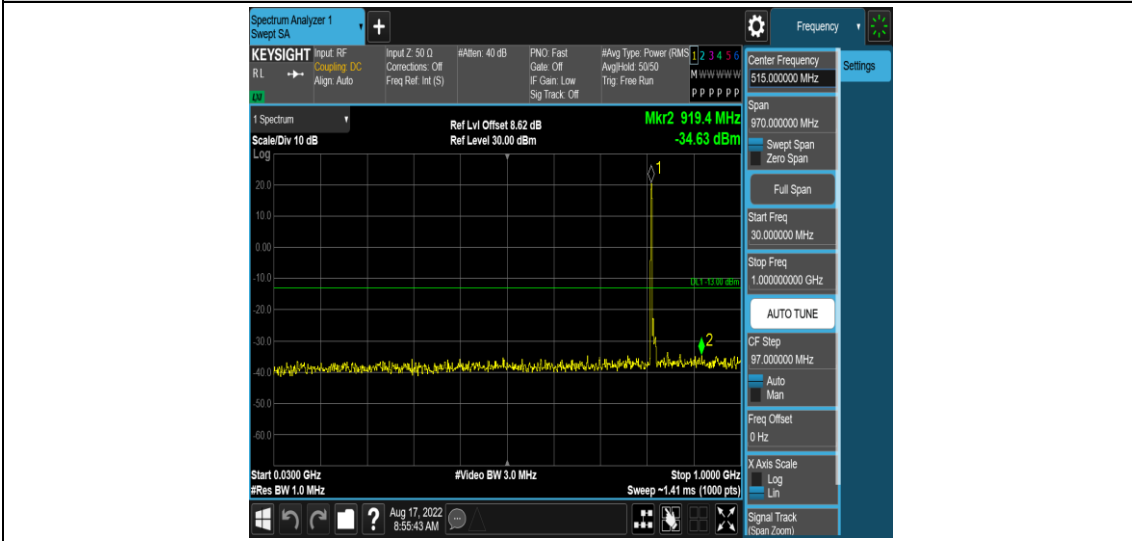 Spectrum Analyzer 1
Swept SA
+
Frequency
KEYSIGHT
RL
Input: RF
Coupling: DC
Align: Auto
Input Z: 50 Ω
Corrections: Off
Freq Ref: Int (S)
#Atten: 40 dB
PNO: Fast
Gate: Off
IF Gain: Low
Sig Track: Off
#Avg Type: Power (RMS
Avg|Hold: 50/50
Trig: Free Run
1 2 3 4 5 6
M W W W W W
P P P P P P
1 Spectrum
Scale/Div 10 dB
Ref Lvl Offset 8.62 dB
Ref Level 30.00 dBm
Mkr2 919.4 MHz
-34.63 dBm
Log
20.0
10.0
0.00
-10.0
-20.0
-30.0
-40.0
-50.0
-60.0
1
DL1 -13.00 dBm
2
Start 0.0300 GHz
#Res BW 1.0 MHz
#Video BW 3.0 MHz
Stop 1.0000 GHz
Sweep ~1.41 ms (1000 pts)
?
Aug 17, 2022
8:55:43 AM
Center Frequency
515.000000 MHz
Settings
Span
970.000000 MHz
Swept Span
Zero Span
Full Span
Start Freq
30.000000 MHz
Stop Freq
1.000000000 GHz
AUTO TUNE
CF Step
97.000000 MHz
Auto
Man
Freq Offset
0 Hz
X Axis Scale
Log
Lin
Signal Track
(Span Zoom)